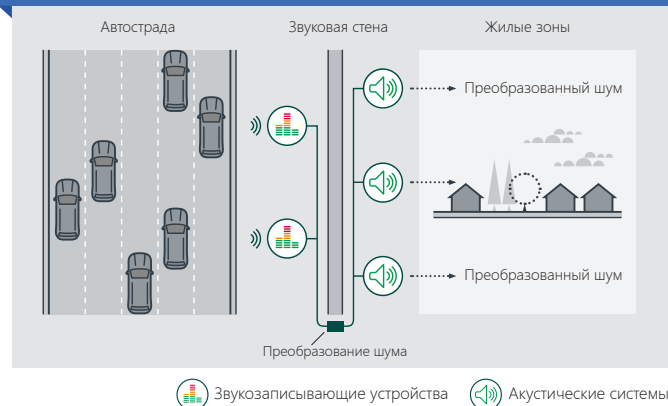 Автострада
Звуковая стена
Жилые зоны
Преобразованный шум
Преобразованный шум
Преобразование шума
Звукозаписывающие устройства
Акустические системы